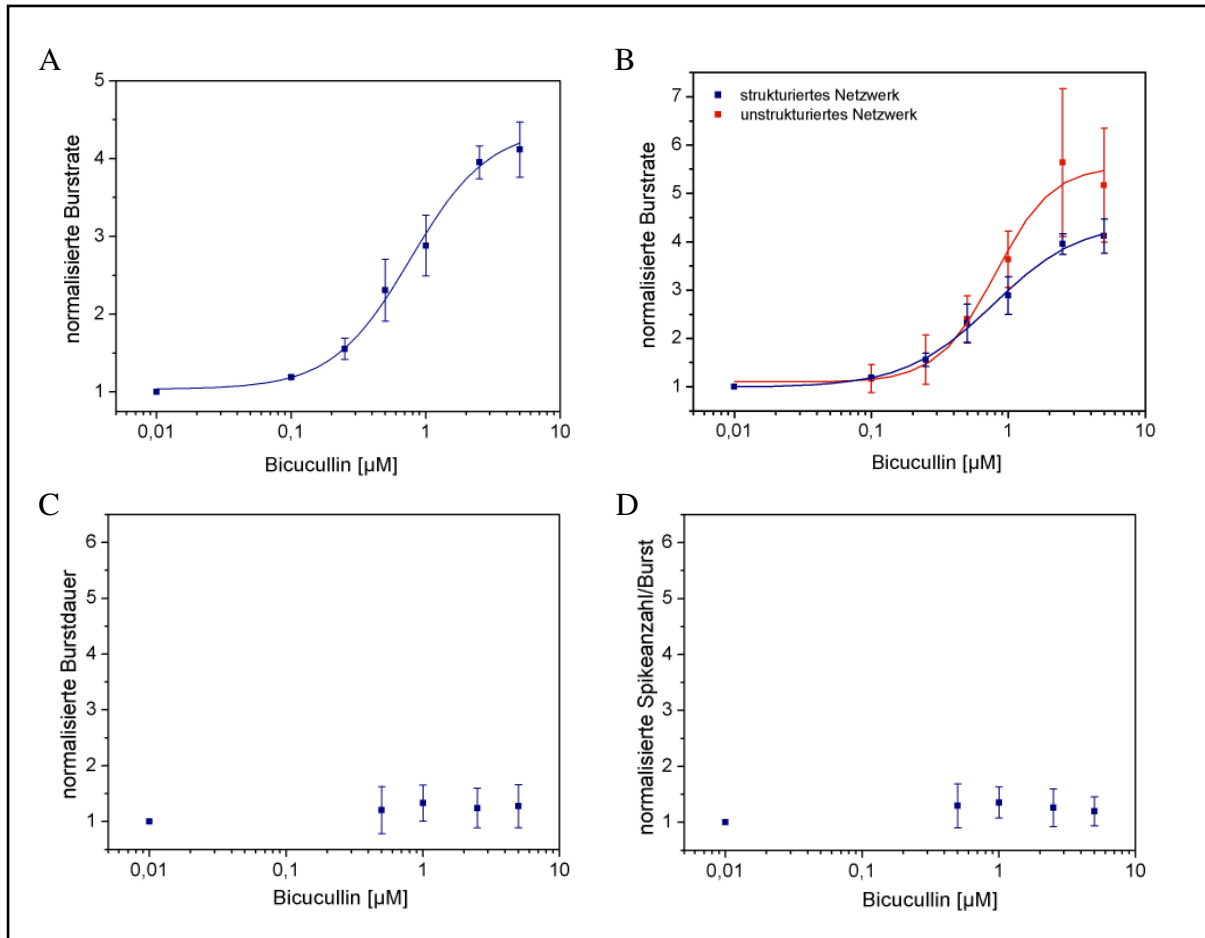 A
5
4
3
2
1
normalisierte Burstrate
0,01
0,1
1
10
Bicucullin [µM]
B
strukturiertes Netzwerk
unstrukturiertes Netzwerk
7
6
5
4
3
2
1
normalisierte Burstrate
0,01
0,1
1
10
Bicucullin [µM]
C
6
5
4
3
2
1
normalisierte Burstdauer
0,01
0,1
1
10
Bicucullin [µM]
D
6
5
4
3
2
1
normalisierte Spikeanzahl/Burst
0,01
0,1
1
10
Bicucullin [µM]